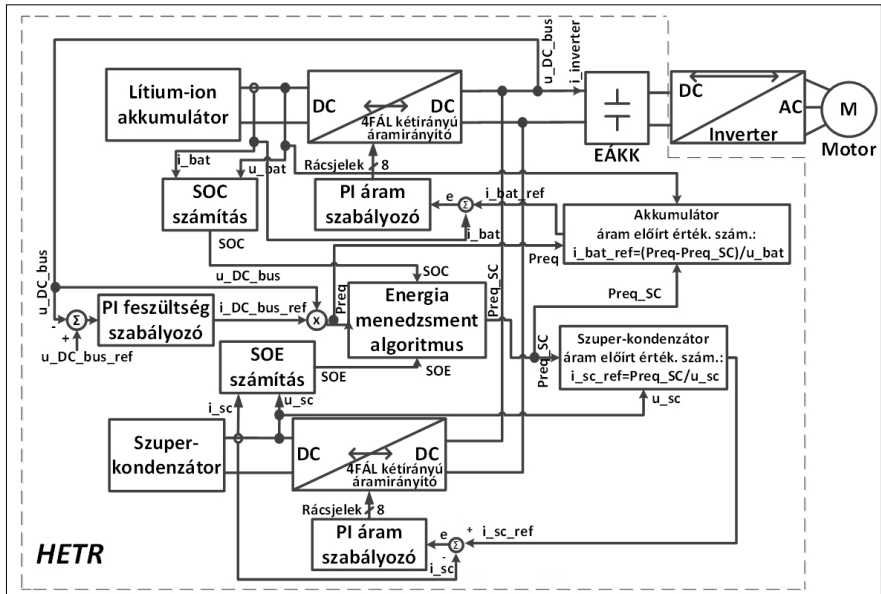 u_DC_bus
u_DC_bus
i_inverter
Lítium-ion
akkumulátor
DC
DC
4FÁL kétirányú
áramirányító
EÁKK
DC
AC
Inverter
M
Motor
i_bat
u_bat
Rácsjelek
8
SOC
számítás
PI áram
szabályozó
e
Σ
i_bat_ref
i_bat
Akkumulátor
áram előírt érték. szám.:
i_bat_ref=(Preq-Preq_SC)/u_bat
SOC
u_DC_bus
SOC
Preq
Preq_SC
Preq_SC
u_DC_bus
-
Σ
+
u_DC_bus_ref
PI feszültség
szabályozó
i_DC_bus_ref
x
Preq
Energia
menedzsment
algoritmus
Preq_SC
Szuper-kondenzátor
áram előírt érték. szám.:
i_sc_ref=Preq_SC/u_sc
SOE
számítás
SOE
SOE
i_sc
u_sc
u_sc
Szuper-
kondenzátor
DC
DC
4FÁL kétirányú
áramirányító
Rácsjelek
8
PI áram
szabályozó
e
Σ
+
i_sc_ref
-
i_sc
HETR